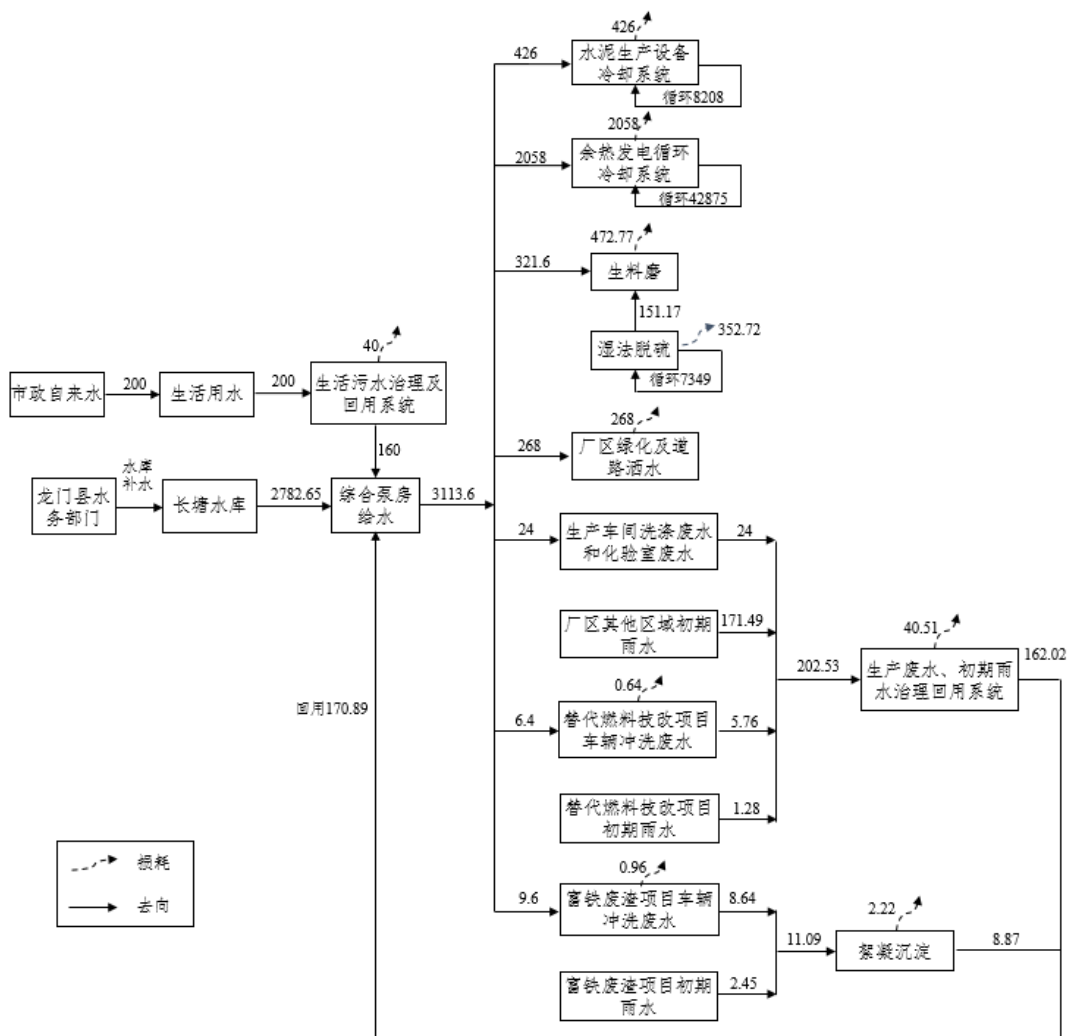 426
426
水泥生产设备
冷却系统
循环8208
2058
2058
余热发电循环
冷却系统
循环42875
472.77
321.6
生料磨
151.17
352.72
湿法脱硫
循环7349
40
市政自来水
200
生活用水
200
生活污水治理及
回用系统
160
268
268
厂区绿化及道
路洒水
龙门县水
务部门
水库
补水
长塘水库
2782.65
综合泵房
给水
3113.6
24
生产车间洗涤废水
和化验室废水
24
厂区其他区域初期
雨水
171.49
202.53
40.51
生产废水、初期雨
水治理回用系统
162.02
回用170.89
0.64
6.4
替代燃料技改项目
车辆冲洗废水
5.76
替代燃料技改项目
初期雨水
1.28
损耗
去向
0.96
9.6
富铁废渣项目车辆
冲洗废水
8.64
11.09
2.22
絮凝沉淀
8.87
富铁废渣项目初期
雨水
2.45